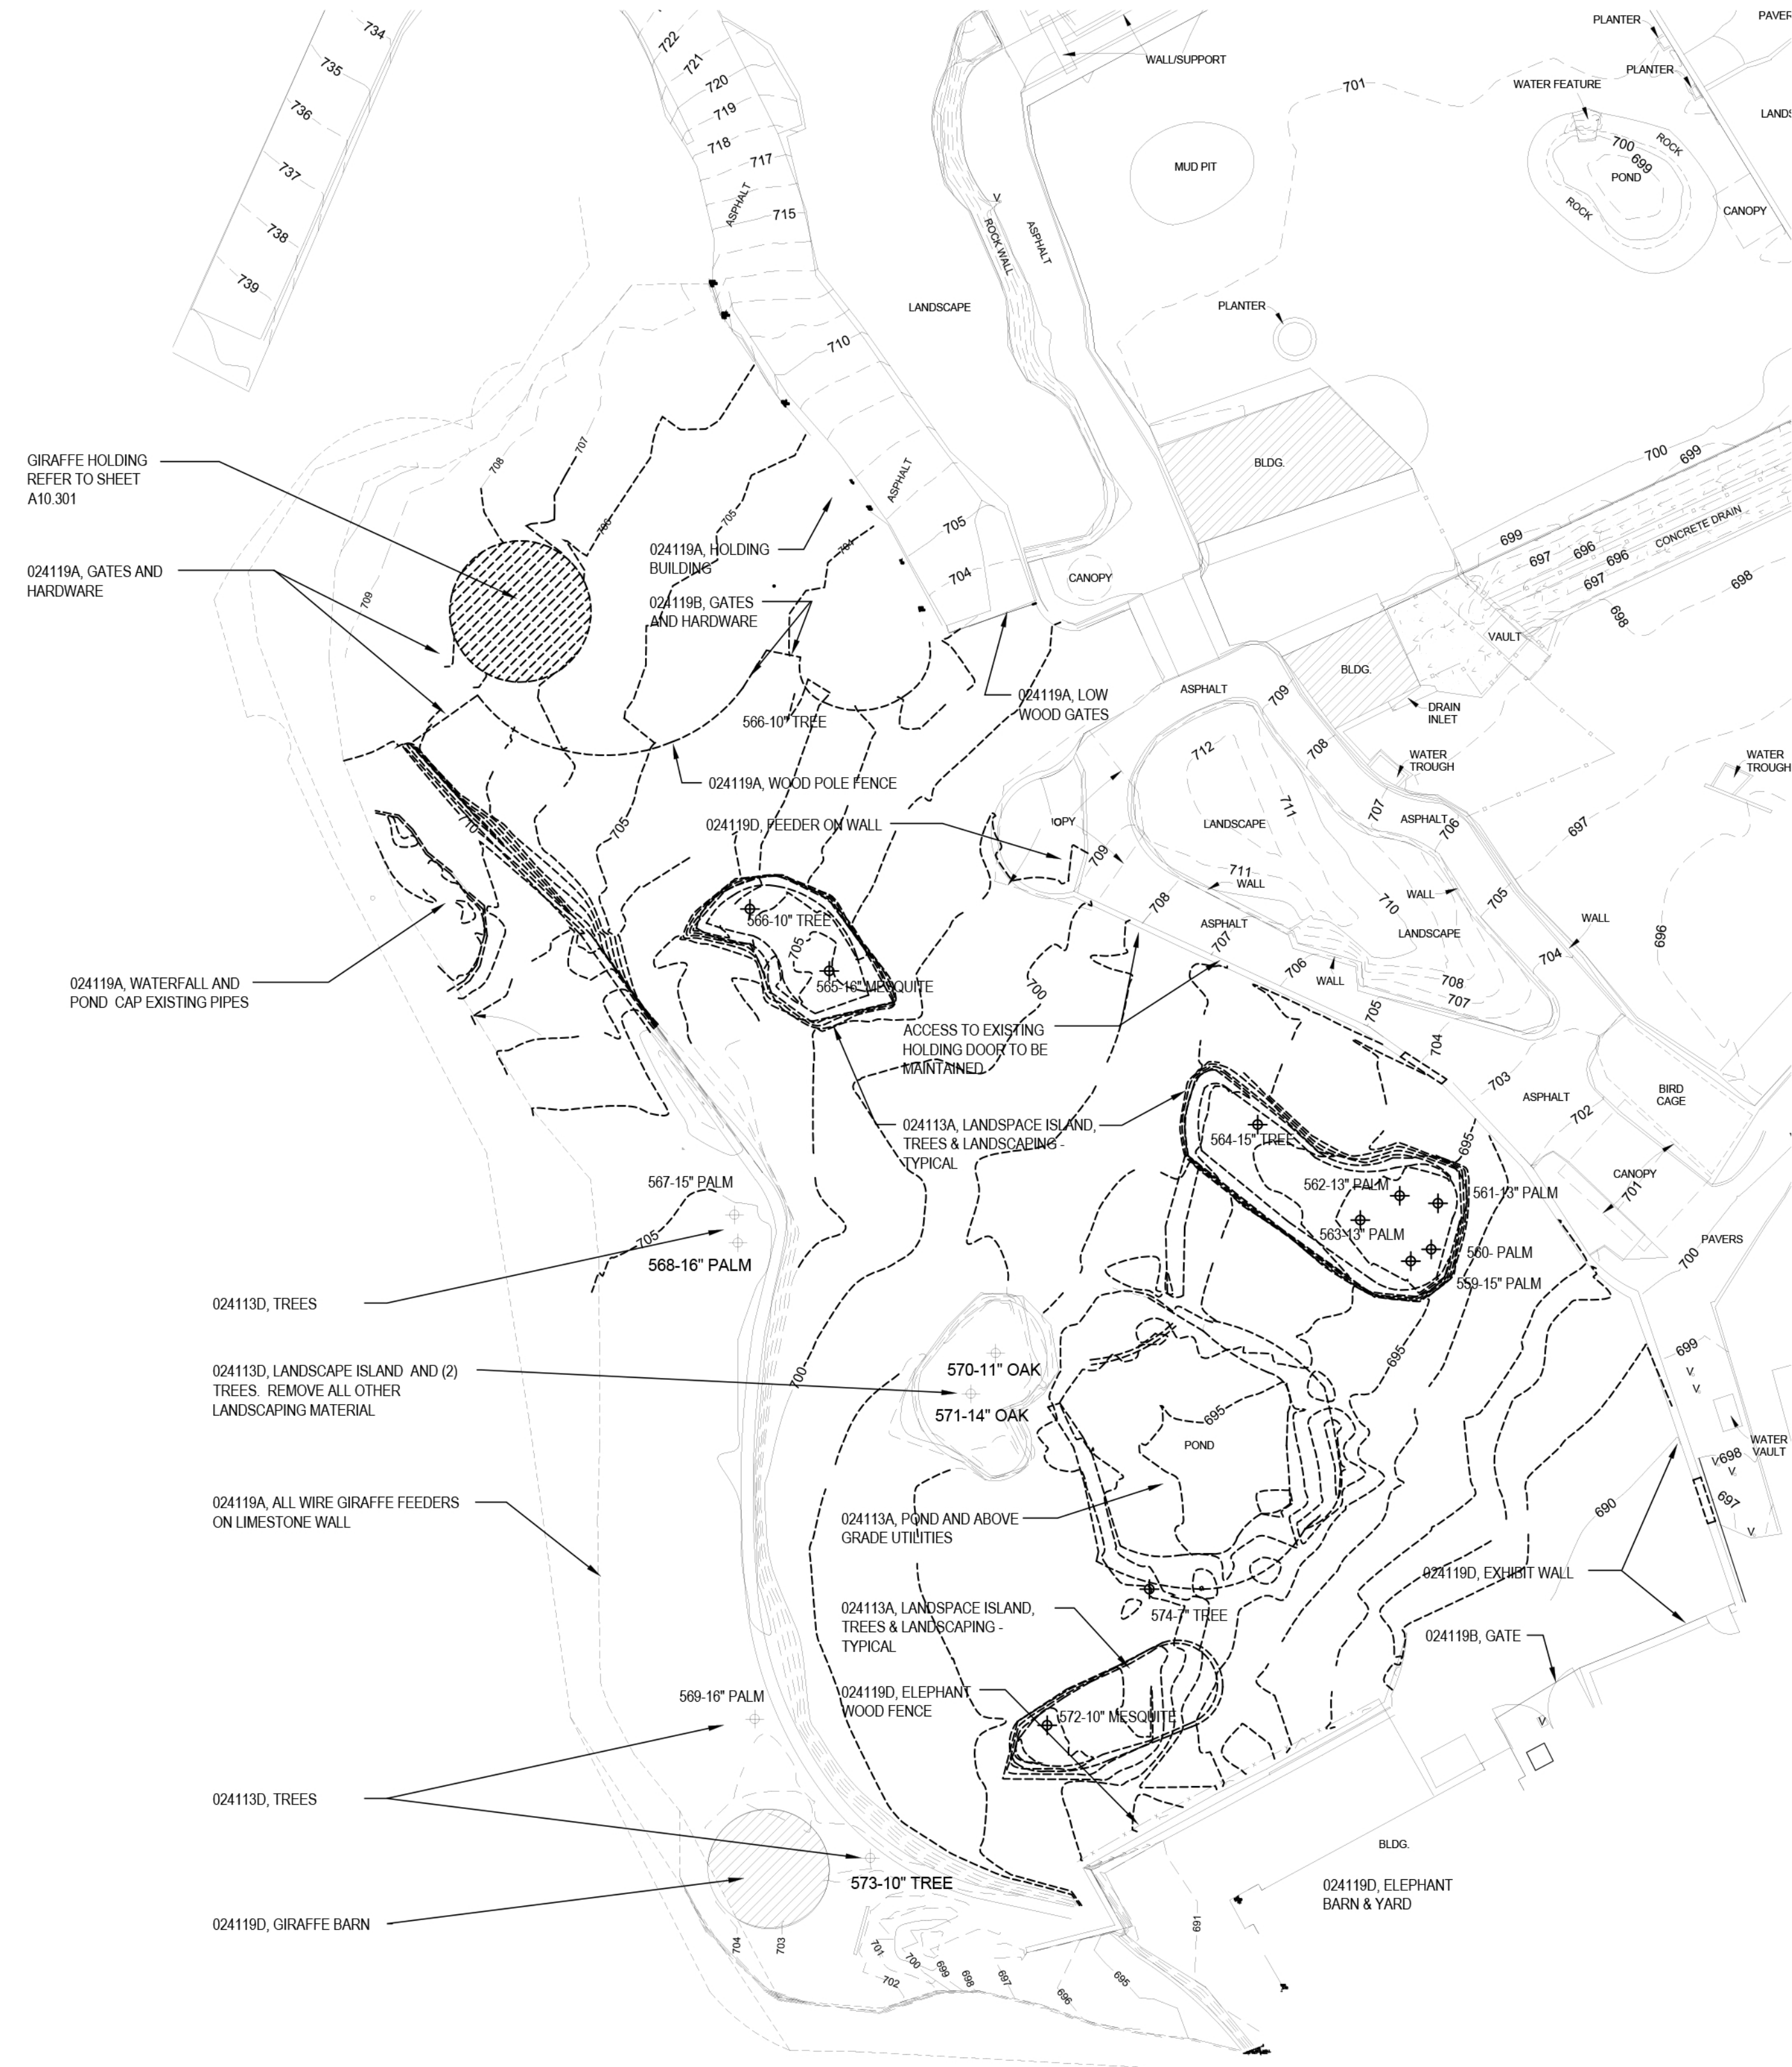 734
735
736
737
738
739
722
721
720
719
718
717
715
710
ASPHALT
WALL/SUPPORT
701
MUD PIT
ROCK WALL
V
ASPHALT
LANDSCAPE
PLANTER
PLANTER
WATER FEATURE
ROCK
700
699
POND
ROCK
CANOPY
PLANTER
BLDG.
700
699
699
697
696
696
697
CONCRETE DRAIN
698
698
VAULT
BLDG.
DRAIN
INLET
WATER
TROUGH
WATER
TROUGH
GIRAFFE HOLDING
REFER TO SHEET
A10.301
024119A, GATES AND
HARDWARE
709
708
707
706
705
704
024119A, HOLDING
BUILDING
024119B, GATES
AND HARDWARE
ASPHALT
705
704
CANOPY
024119A, LOW
WOOD GATES
566-10" TREE
024119A, WOOD POLE FENCE
024119D, FEEDER ON WALL
710
705
ASPHALT
709
708
712
711
LANDSCAPE
711
WALL
707
ASPHALT
706
697
696
OPY
709
708
ASPHALT
707
706
WALL
710
WALL
LANDSCAPE
705
WALL
704
708
707
705
704
703
ASPHALT
702
BIRD
CAGE
CANOPY
701
PAVERS
700
566-10" TREE
705
565-16" MESQUITE
700
024119A, WATERFALL AND
POND  CAP EXISTING PIPES
ACCESS TO EXISTING
HOLDING DOOR TO BE
MAINTAINED
024113A, LANDSPACE ISLAND,
TREES & LANDSCAPING -
TYPICAL
564-15" TREE
695
562-13" PALM
561-13" PALM
563-13" PALM
560- PALM
559-15" PALM
567-15" PALM
705
568-16" PALM
024113D, TREES
024113D, LANDSCAPE ISLAND  AND (2)
TREES.  REMOVE ALL OTHER
LANDSCAPING MATERIAL
700
570-11" OAK
571-14" OAK
695
POND
695
699
V
V
WATER
VAULT
V
698
V
697
V
690
024119A, ALL WIRE GIRAFFE FEEDERS
ON LIMESTONE WALL
024113A, POND AND ABOVE
GRADE UTILITIES
024119D, EXHIBIT WALL
024113A, LANDSPACE ISLAND,
TREES & LANDSCAPING -
TYPICAL
574-7" TREE
024119B, GATE
569-16" PALM
024119D, ELEPHANT
WOOD FENCE
572-10" MESQUITE
V
024113D, TREES
573-10" TREE
BLDG.
024119D, ELEPHANT
BARN & YARD
024119D, GIRAFFE BARN
704
703
701
700
699
698
697
702
696
695
691